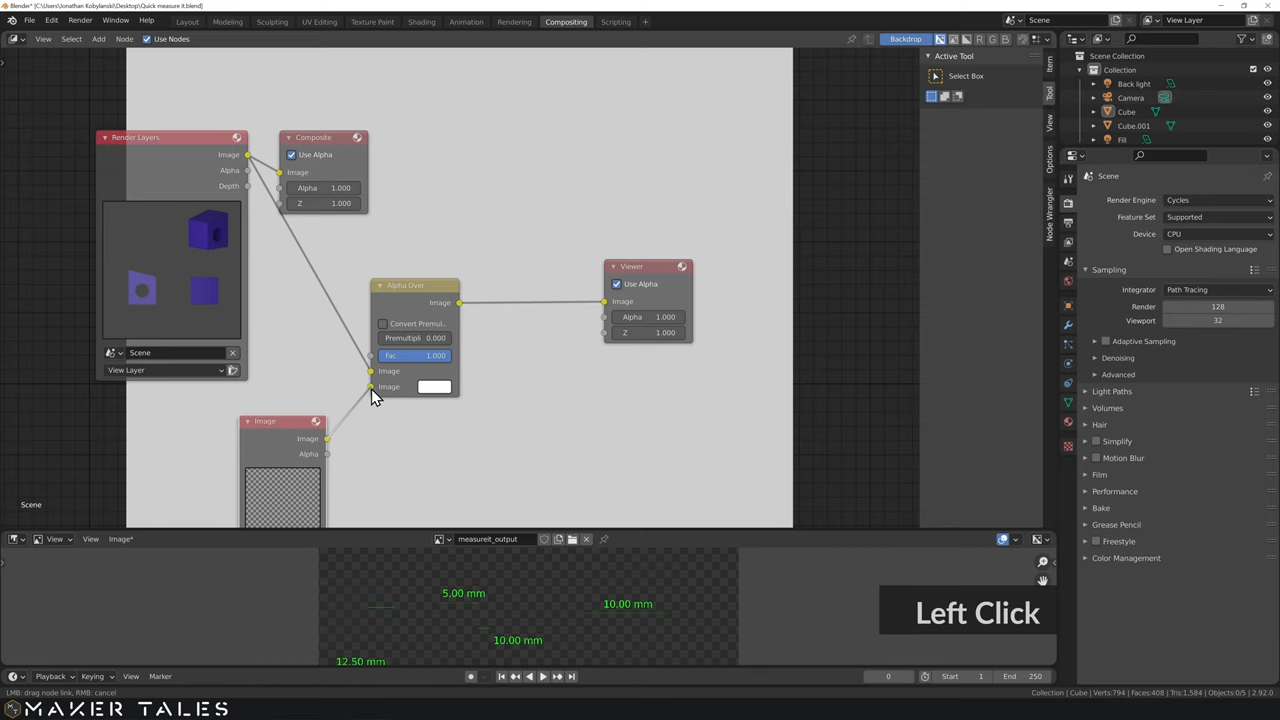 Blender* [C:\Users\Jonathan Kobylanski\Desktop\Quick measure it.blend]
File Edit Render Window Help Layout Modeling Sculpting UV Editing Texture Paint Shading Animation Rendering Compositing Scripting + Scene View Layer
View Select Add Node Use Nodes Backdrop R G B
Active Tool
Select Box
Item
Tool
View
Options
Node Wrangler
Scene Collection
Collection
Back light
Camera
Cube
Cube.001
Fill
Render Layers
Image
Alpha
Depth
Scene
View Layer
Composite
Use Alpha
Image
Alpha 1.000
Z 1.000
Alpha Over
Image
Convert Premul..
Premultipli 0.000
Fac 1.000
Image
Image
Viewer
Use Alpha
Image
Alpha 1.000
Z 1.000
Image
Image
Alpha
Scene
Scene
Render Engine Cycles
Feature Set Supported
Device CPU
Open Shading Language
Sampling
Integrator Path Tracing
Render 128
Viewport 32
Adaptive Sampling
Denoising
Advanced
Light Paths
Volumes
Hair
Simplify
Motion Blur
Film
Performance
Bake
Grease Pencil
Freestyle
Color Management
View View Image* measureit_output
5.00 mm
10.00 mm
10.00 mm
12.50 mm
Left Click
Playback Keying View Marker 0 Start 1 End 250
LMB: drag node link, RMB: cancel
Collection | Cube | Verts:794 | Faces:408 | Tris:1,584 | Objects:0/5 | 2.92.0
MAKER TALES